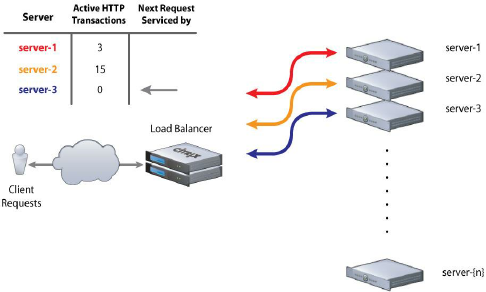 Server Active HTTP Transactions Next Request Serviced by
server-1 3
server-2 15
server-3 0
Load Balancer
citrix
Client Requests
server-1
server-2
server-3
server-{n}